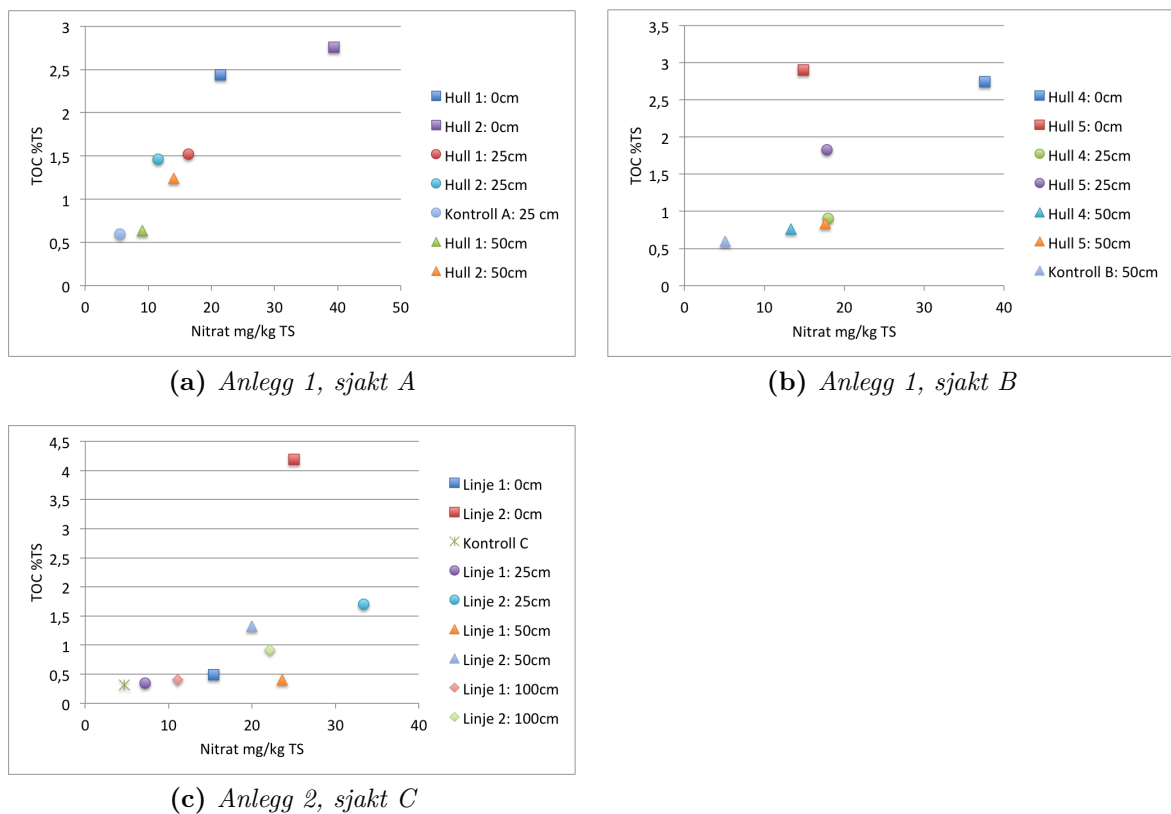 3
2,5
2
1,5
1
0,5
0
0 10 20 30 40 50
TOC %TS
Nitrat mg/kg TS
Hull 1: 0cm
Hull 2: 0cm
Hull 1: 25cm
Hull 2: 25cm
Kontroll A: 25 cm
Hull 1: 50cm
Hull 2: 50cm
(a) Anlegg 1, sjakt A
3,5
3
2,5
2
1,5
1
0,5
0
0 10 20 30 40
TOC %TS
Nitrat mg/kg TS
Hull 4: 0cm
Hull 5: 0cm
Hull 4: 25cm
Hull 5: 25cm
Hull 4: 50cm
Hull 5: 50cm
Kontroll B: 50cm
(b) Anlegg 1, sjakt B
4,5
4
3,5
3
2,5
2
1,5
1
0,5
0
0 10 20 30 40
TOC %TS
Nitrat mg/kg TS
Linje 1: 0cm
Linje 2: 0cm
Kontroll C
Linje 1: 25cm
Linje 2: 25cm
Linje 1: 50cm
Linje 2: 50cm
Linje 1: 100cm
Linje 2: 100cm
(c) Anlegg 2, sjakt C